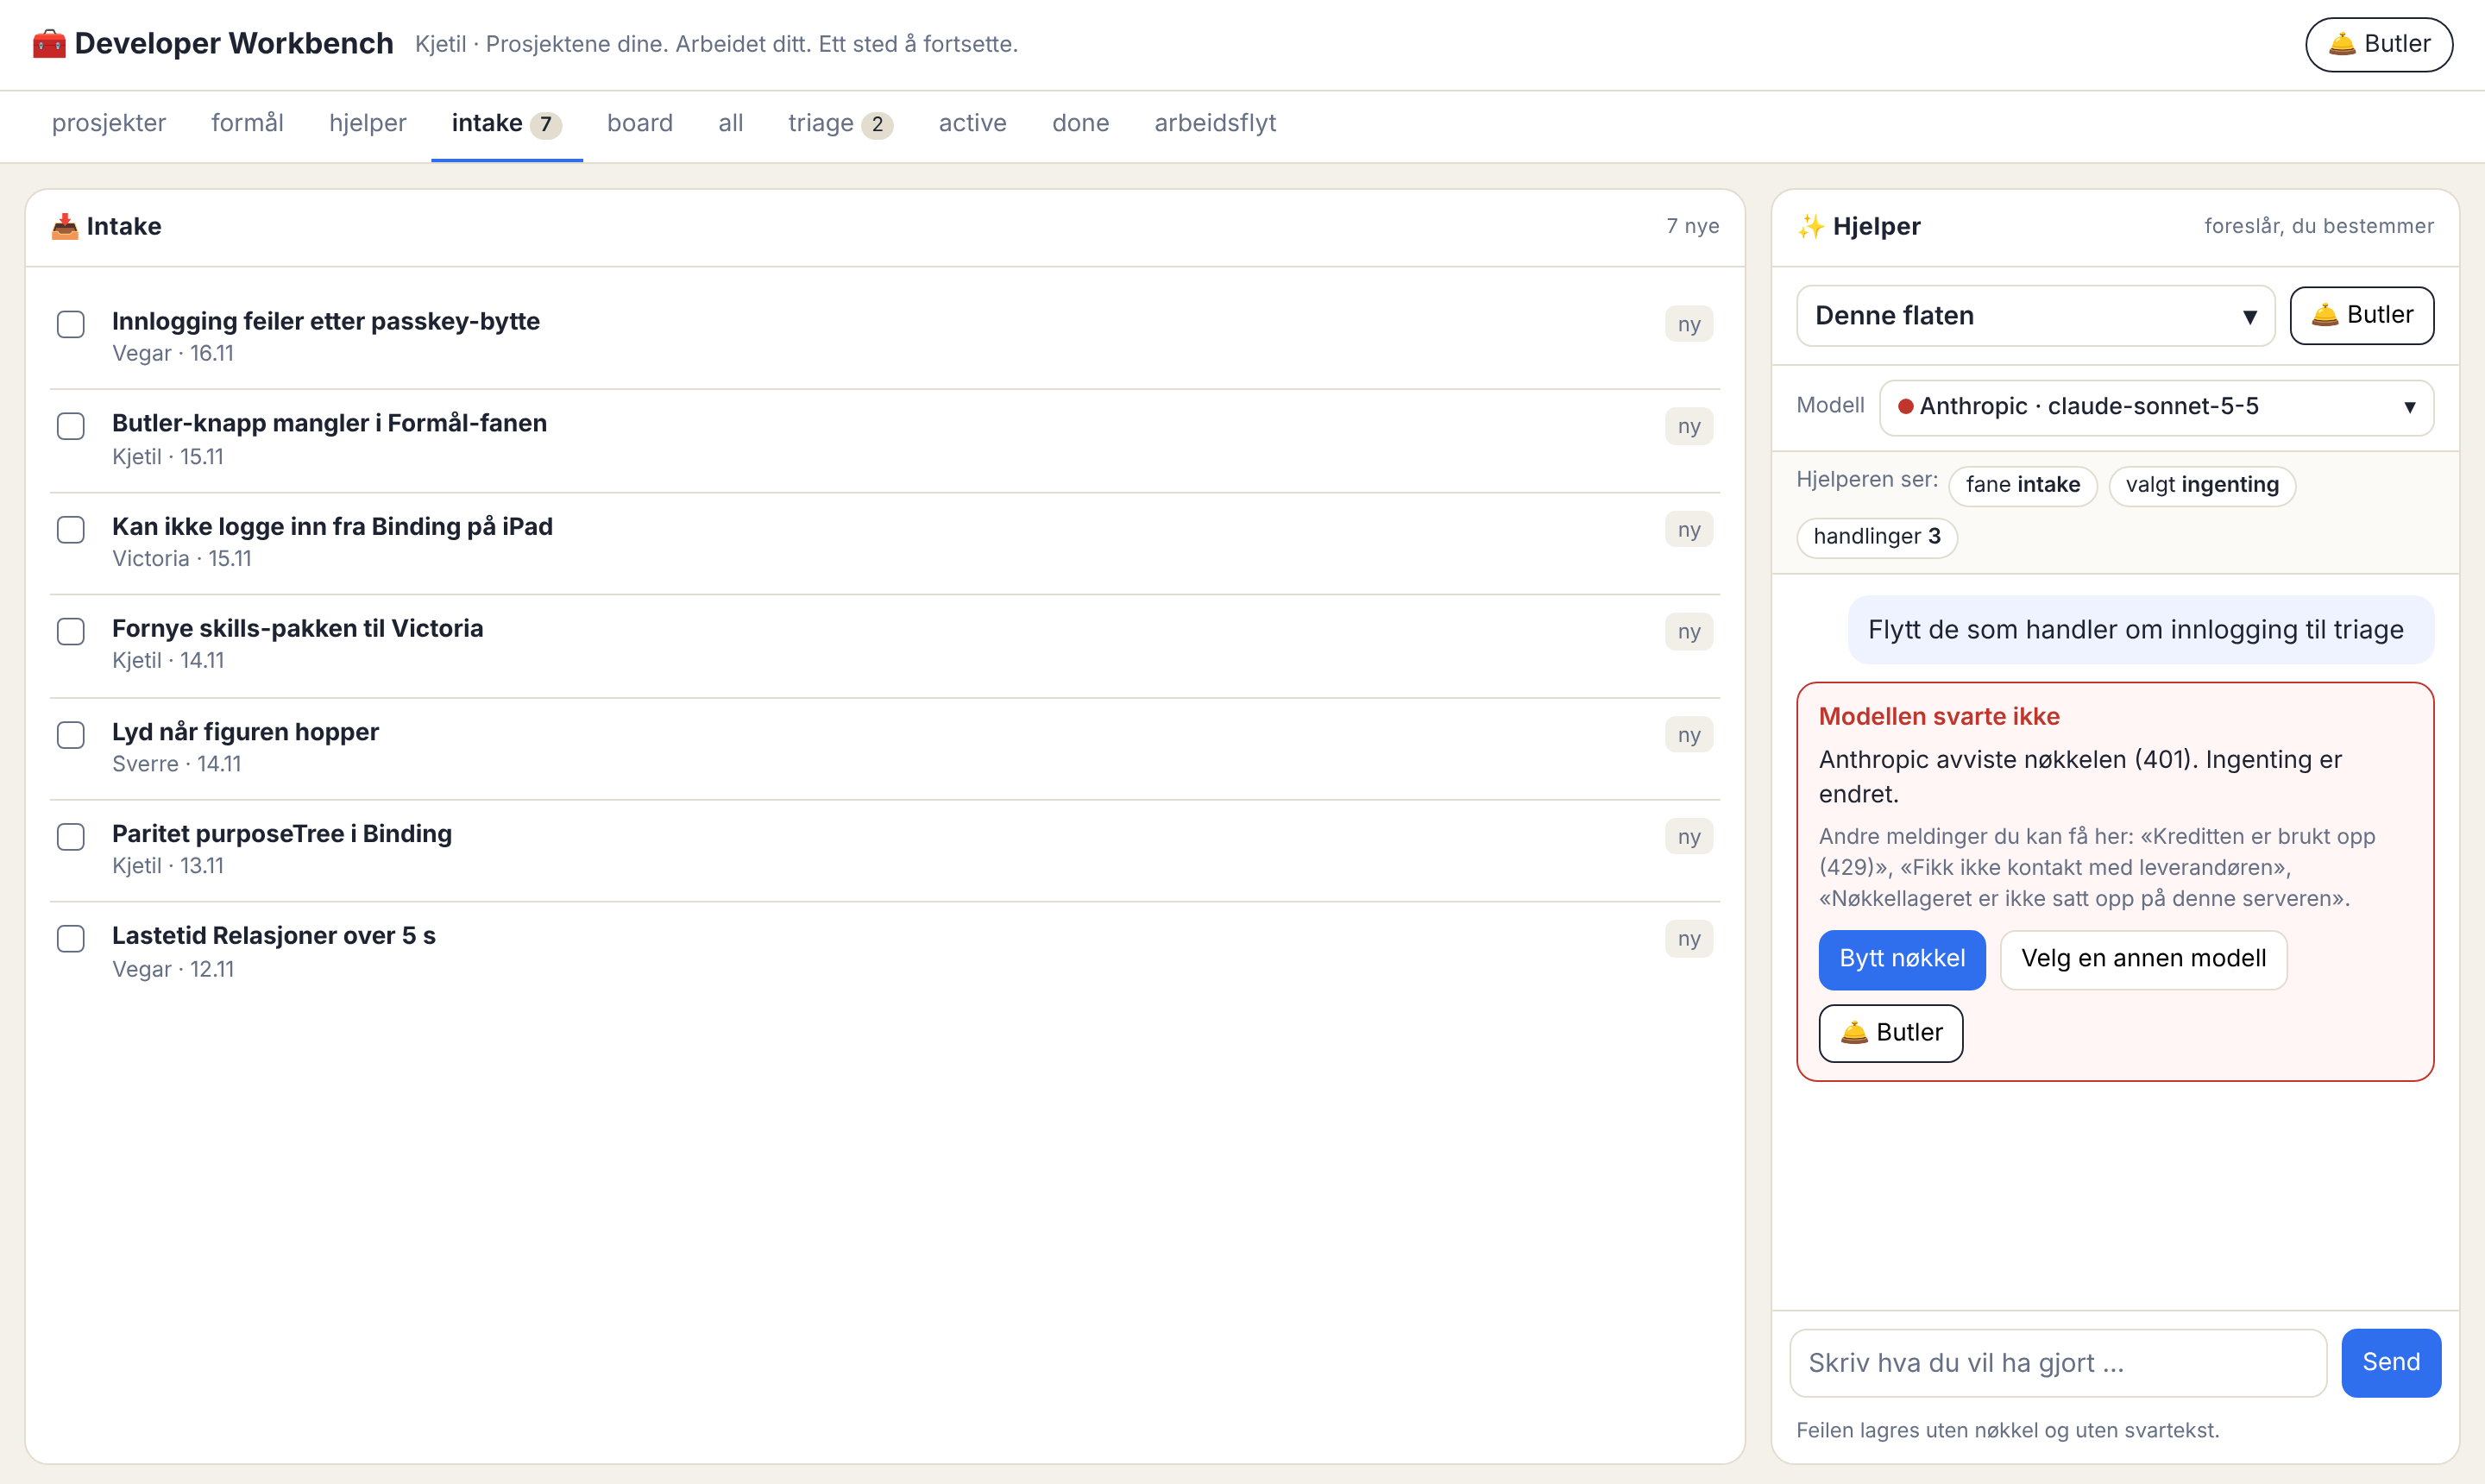 Developer Workbench Kjetil · Prosjektene dine. Arbeidet ditt. Ett sted å fortsette. Butler
prosjekter formål hjelper intake 7 board all triage 2 active done arbeidsflyt
Intake 7 nye
Innlogging feiler etter passkey-bytte ny
Vegar · 16.11
Butler-knapp mangler i Formål-fanen ny
Kjetil · 15.11
Kan ikke logge inn fra Binding på iPad ny
Victoria · 15.11
Fornye skills-pakken til Victoria ny
Kjetil · 14.11
Lyd når figuren hopper ny
Sverre · 14.11
Paritet purposeTree i Binding ny
Kjetil · 13.11
Lastetid Relasjoner over 5 s ny
Vegar · 12.11
Hjelper foreslår, du bestemmer
Denne flaten ▾ Butler
Modell Anthropic · claude-sonnet-5-5 ▾
Hjelperen ser: fane intake valgt ingenting
handlinger 3
Flytt de som handler om innlogging til triage
Modellen svarte ikke
Anthropic avviste nøkkelen (401). Ingenting er
endret.
Andre meldinger du kan få her: «Kreditten er brukt opp
(429)», «Fikk ikke kontakt med leverandøren»,
«Nøkkellageret er ikke satt opp på denne serveren».
Bytt nøkkel Velg en annen modell
Butler
Skriv hva du vil ha gjort … Send
Feilen lagres uten nøkkel og uten svartekst.